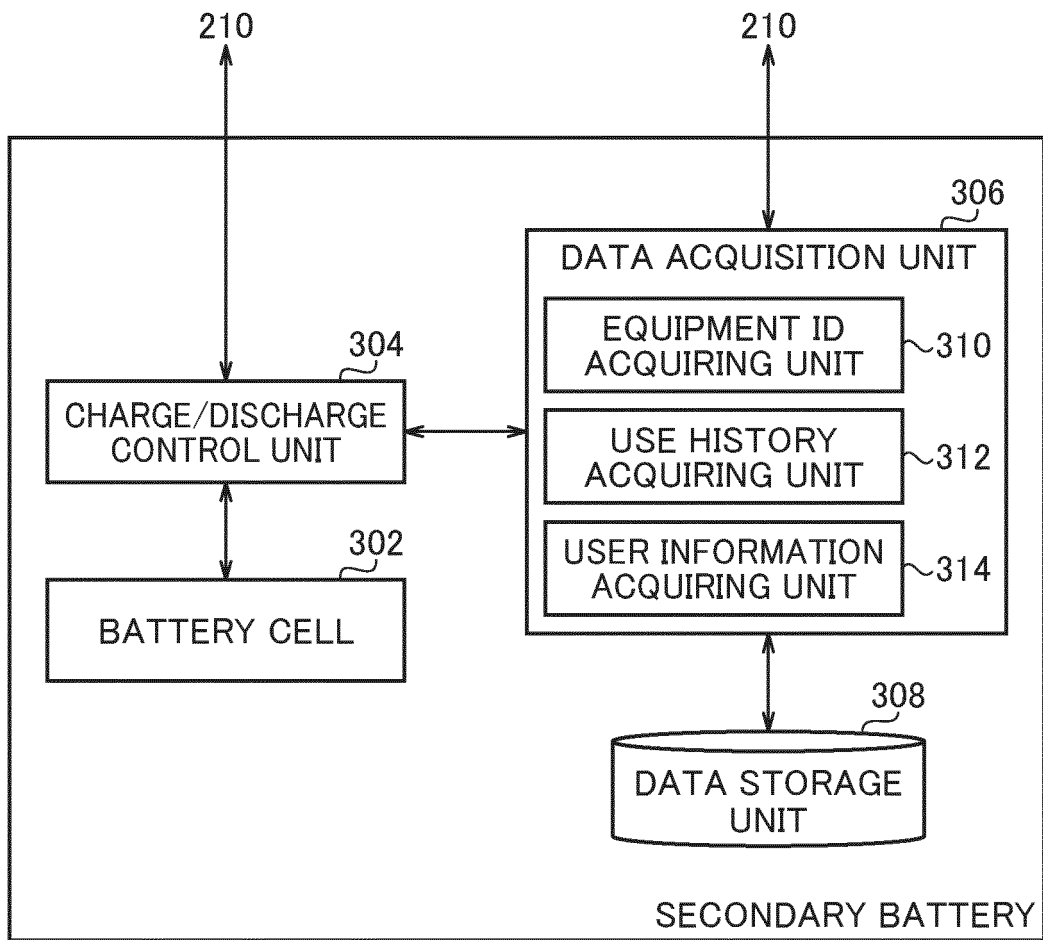 210
210
306
DATA ACQUISITION UNIT
EQUIPMENT ID
ACQUIRING UNIT
310
304
CHARGE/DISCHARGE
CONTROL UNIT
USE HISTORY
ACQUIRING UNIT
312
302
BATTERY CELL
USER INFORMATION
ACQUIRING UNIT
314
308
DATA STORAGE
UNIT
SECONDARY BATTERY